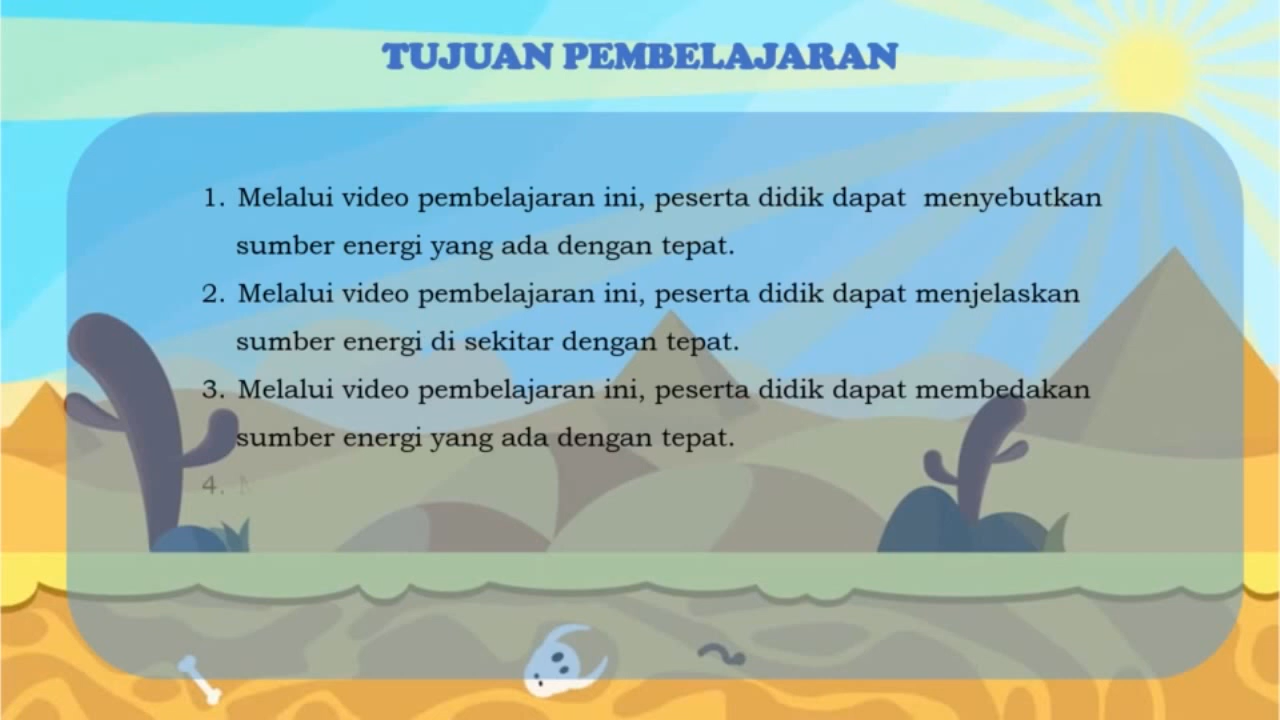 TUJUAN PEMBELAJARAN
1. Melalui video pembelajaran ini, peserta didik dapat menyebutkan
sumber energi yang ada dengan tepat.
2. Melalui video pembelajaran ini, peserta didik dapat menjelaskan
sumber energi di sekitar dengan tepat.
3. Melalui video pembelajaran ini, peserta didik dapat membedakan
sumber energi yang ada dengan tepat.
4.